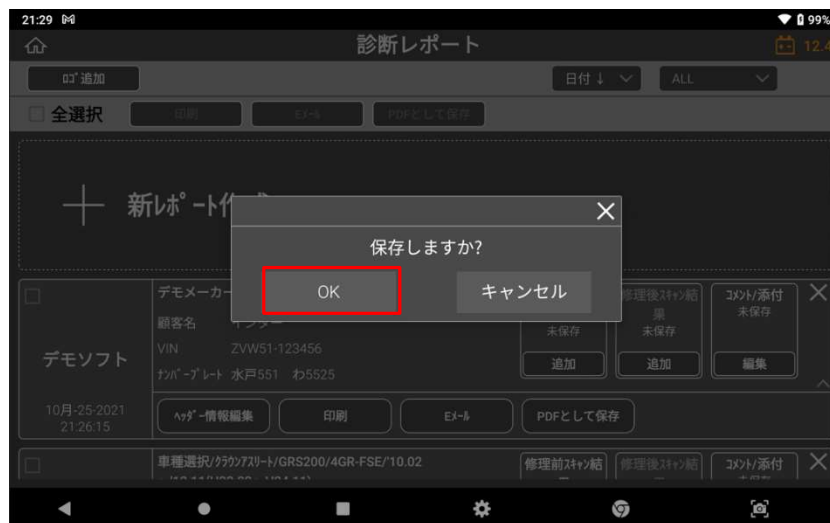 21:29
99%
診断レポート
12.4
ﾛｺﾞ追加
日付↓
ALL
全選択
印刷
Eﾒｰﾙ
PDFとして保存
新ﾚﾎﾟｰﾄ作
保存しますか?
OK
キャンセル
デモメーカー
修理後ｽｷｬﾝ結果
コメント/添付
顧客名
インター
未保存
未保存
未保存
VIN ZVW51-123456
追加
追加
編集
デモソフト
ﾅﾝﾊﾞｰﾌﾟﾚｰﾄ 水戸551 わ5525
10月-25-2021
21:26:15
ﾍｯﾀﾞｰ情報編集
印刷
Eﾒｰﾙ
PDFとして保存
車種選択/ｸﾗｳﾝｱｽﾘｰﾄ/GRS200/4GR-FSE/'10.02
修理前ｽｷｬﾝ結
修理後ｽｷｬﾝ結
コメント/添付